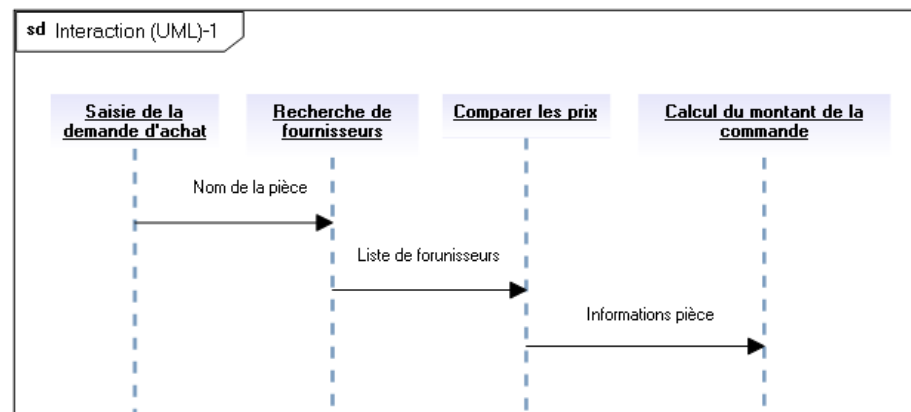 sd Interaction (UML)-1
Saisie de la
demande d'achat
Recherche de
fournisseurs
Comparer les prix
Calcul du montant de la
commande
Nom de la pièce
Liste de forunisseurs
Informations pièce